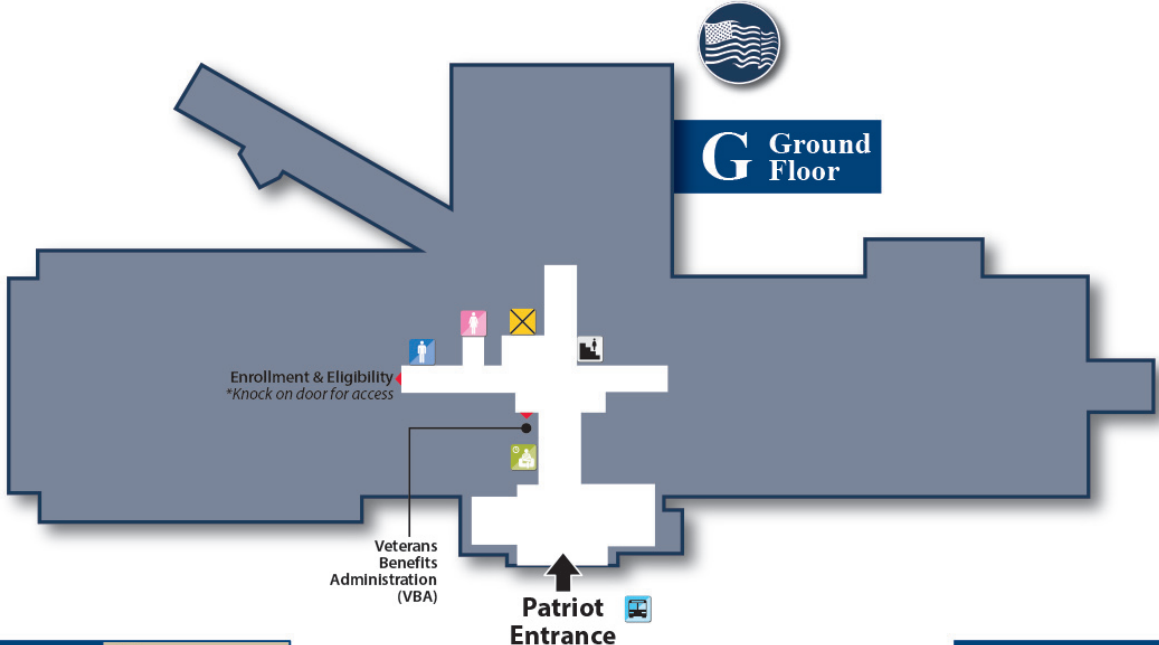 G Ground
Floor
Enrollment & Eligibility
*Knock on door for access
Veterans
Benefits
Administration
(VBA)
Patriot
Entrance